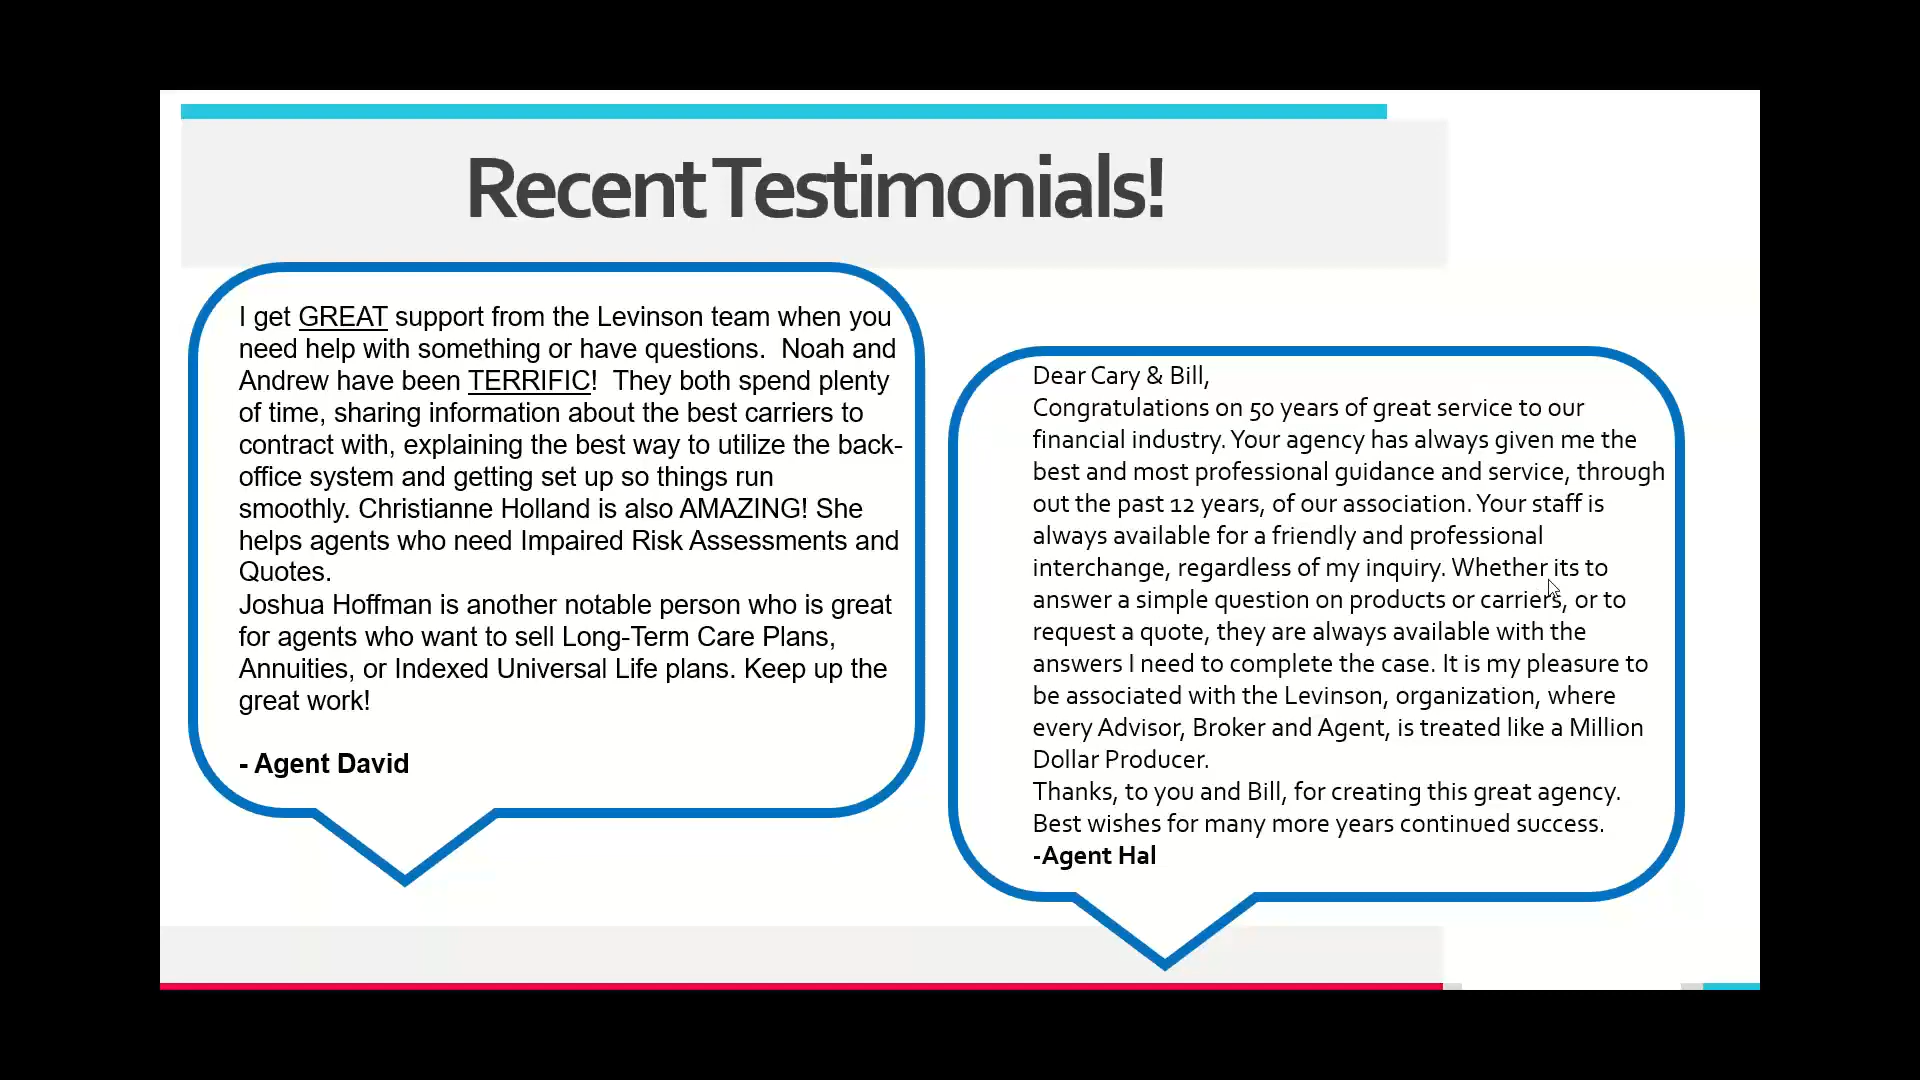 Recent Testimonials!
I get GREAT support from the Levinson team when you
need help with something or have questions.  Noah and
Andrew have been TERRIFIC!  They both spend plenty
of time, sharing information about the best carriers to
contract with, explaining the best way to utilize the back-
office system and getting set up so things run
smoothly. Christianne Holland is also AMAZING! She
helps agents who need Impaired Risk Assessments and
Quotes.
Joshua Hoffman is another notable person who is great
for agents who want to sell Long-Term Care Plans,
Annuities, or Indexed Universal Life plans. Keep up the
great work!
- Agent David
Dear Cary & Bill,
Congratulations on 50 years of great service to our
financial industry. Your agency has always given me the
best and most professional guidance and service, through
out the past 12 years, of our association. Your staff is
always available for a friendly and professional
interchange, regardless of my inquiry. Whether its to
answer a simple question on products or carriers, or to
request a quote, they are always available with the
answers I need to complete the case. It is my pleasure to
be associated with the Levinson, organization, where
every Advisor, Broker and Agent, is treated like a Million
Dollar Producer.
Thanks, to you and Bill, for creating this great agency.
Best wishes for many more years continued success.
-Agent Hal